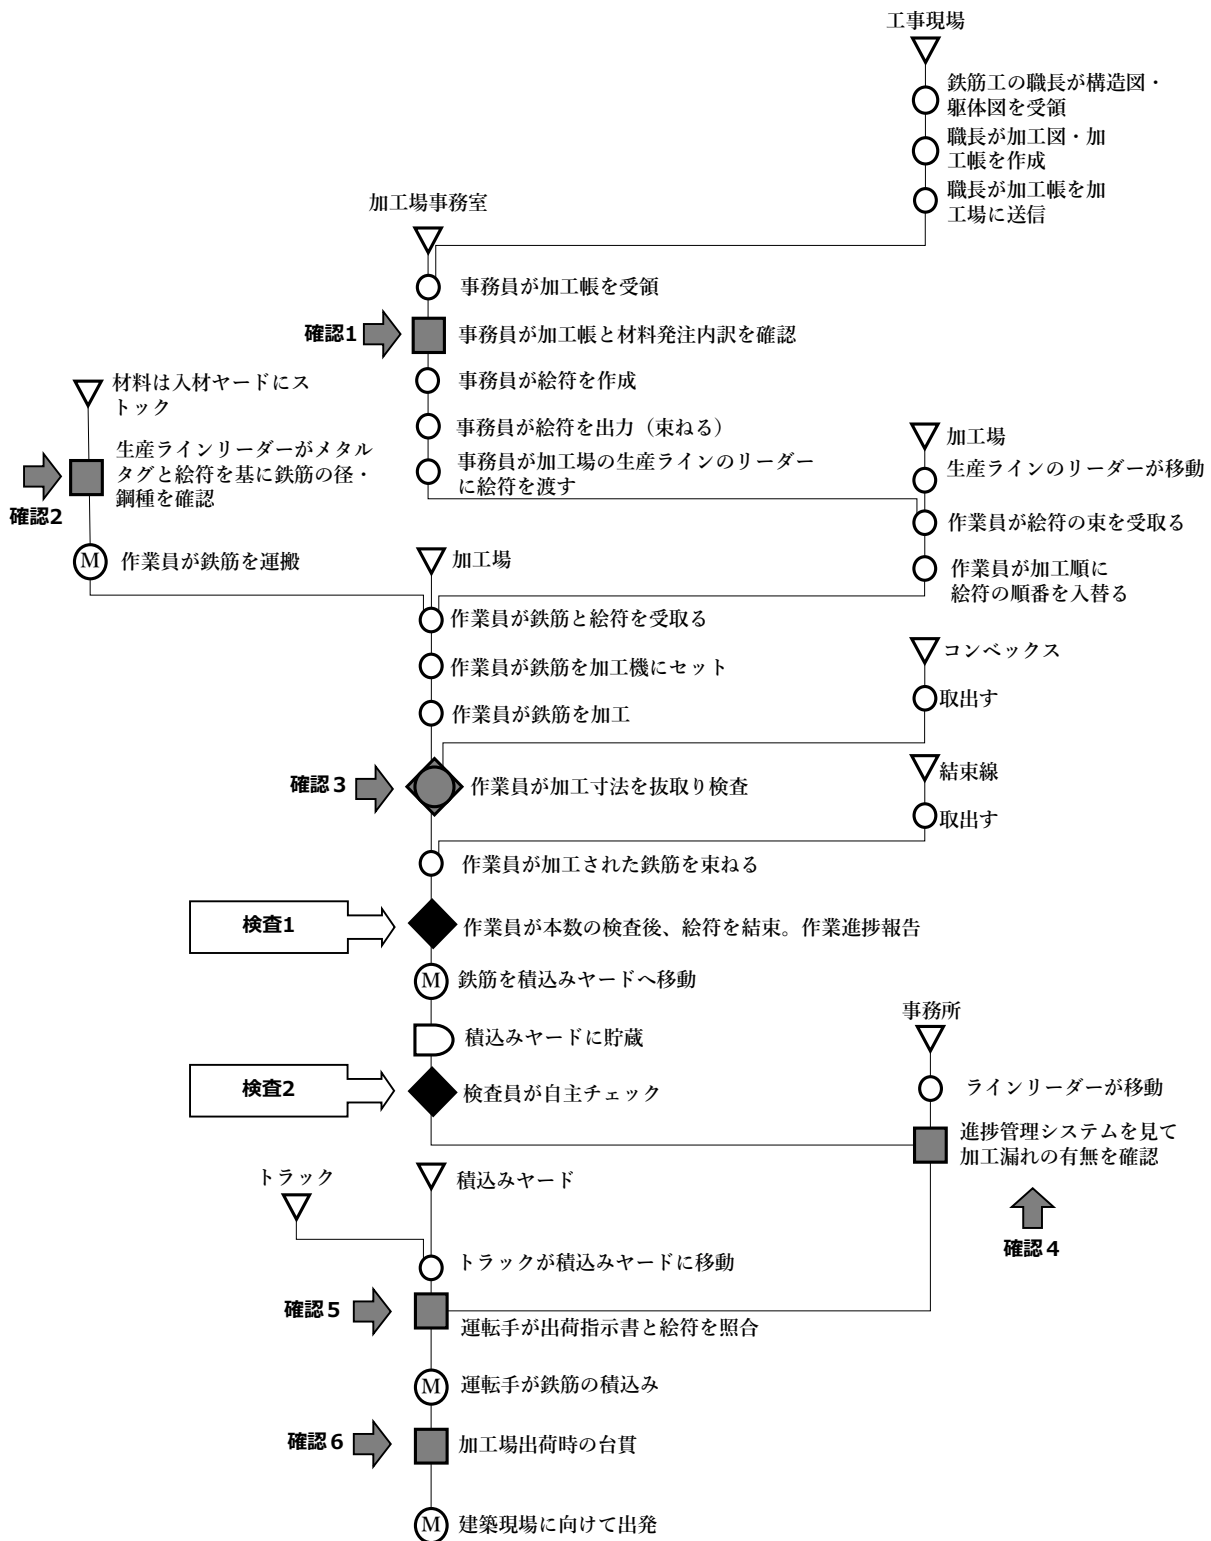 工事現場
鉄筋工の職長が構造図・
躯体図を受領
職長が加工図・加
工帳を作成
職長が加工帳を加
工場に送信
加工場事務室
事務員が加工帳を受領
確認1
事務員が加工帳と材料発注内訳を確認
事務員が絵符を作成
事務員が絵符を出力（束ねる）
事務員が加工場の生産ラインのリーダー
に絵符を渡す
材料は入材ヤードにス
トック
生産ラインリーダーがメタル
タグと絵符を基に鉄筋の径・
鋼種を確認
確認2
M
作業員が鉄筋を運搬
加工場
生産ラインのリーダーが移動
作業員が絵符の束を受取る
作業員が加工順に
絵符の順番を入替る
加工場
作業員が鉄筋と絵符を受取る
作業員が鉄筋を加工機にセット
作業員が鉄筋を加工
コンベックス
取出す
確認３
作業員が加工寸法を抜取り検査
結束線
取出す
作業員が加工された鉄筋を束ねる
検査1
作業員が本数の検査後、絵符を結束。作業進捗報告
M
鉄筋を積込みヤードへ移動
積込みヤードに貯蔵
検査2
検査員が自主チェック
事務所
ラインリーダーが移動
進捗管理システムを見て
加工漏れの有無を確認
確認４
トラック
積込みヤード
トラックが積込みヤードに移動
確認５
運転手が出荷指示書と絵符を照合
M
運転手が鉄筋の積込み
確認６
加工場出荷時の台貫
M
建築現場に向けて出発